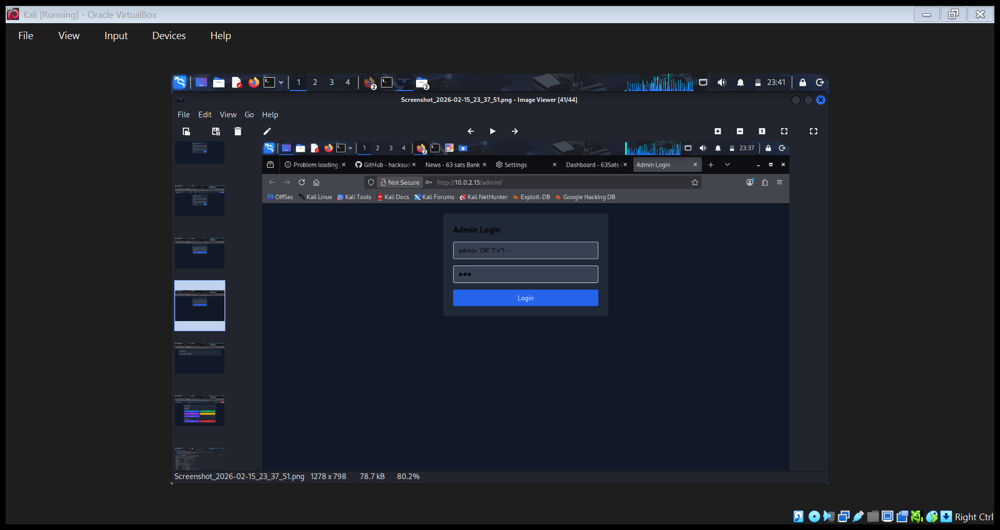 Kali [Running] - Oracle VirtualBox
File View Input Devices Help
1 2 3 4 2 2 23:41
Screenshot_2026-02-15_23_37_51.png - Image Viewer [41/44]
File Edit View Go Help
1 2 3 4 2 23:37
Problem loading GitHub - hacksud News - 63 sats Bank Settings Dashboard - 63Sats Admin Login
Not Secure http://10.0.2.15/admin/
OffSec Kali Linux Kali Tools Kali Docs Kali Forums Kali NetHunter Exploit-DB Google Hacking DB
Admin Login
admin 'OR '1'='1 --
Login
Screenshot_2026-02-15_23_37_51.png 1278 x 798 78.7 kB 80.2%
Right Ctrl